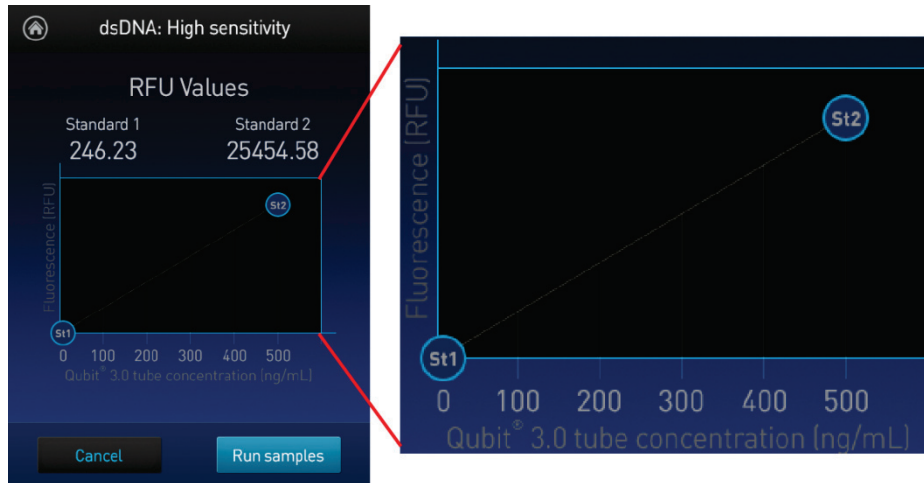 dsDNA: High sensitivity
RFU Values
Standard 1 Standard 2
246.23 25454.58
Fluorescence (RFU)
St2
St1
0 100 200 300 400 500
Qubit® 3.0 tube concentration (ng/mL)
Cancel Run samples
Fluorescence (RFU)
St2
St1
0 100 200 300 400 500
Qubit® 3.0 tube concentration (ng/mL)